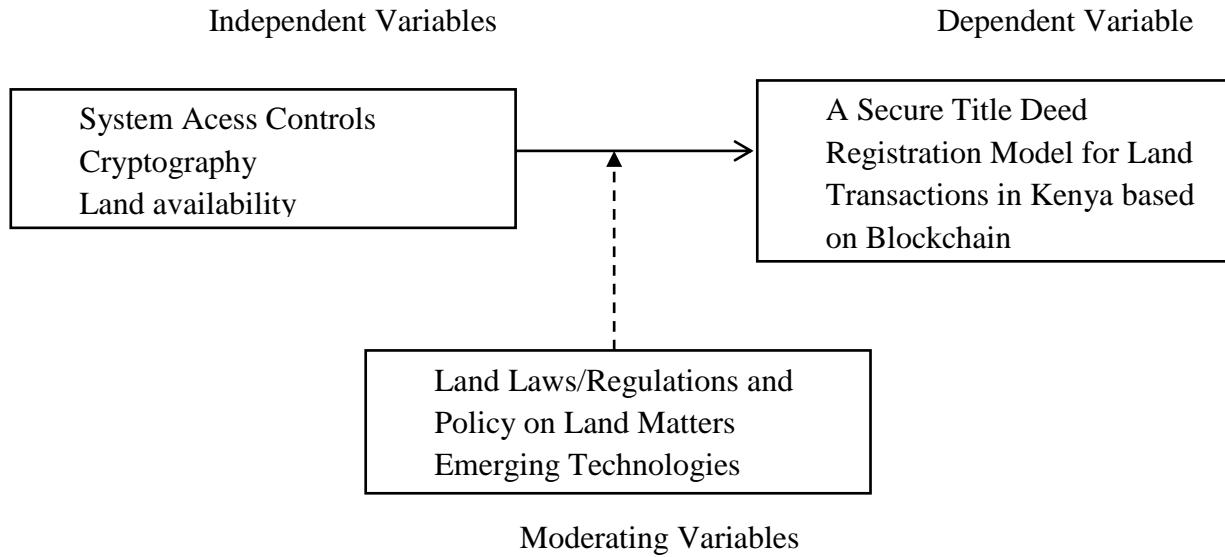 Independent Variables
Dependent Variable
System Acess Controls
Cryptography
Land availability
A Secure Title Deed
Registration Model for Land
Transactions in Kenya based
on Blockchain
Land Laws/Regulations and
Policy on Land Matters
Emerging Technologies
Moderating Variables